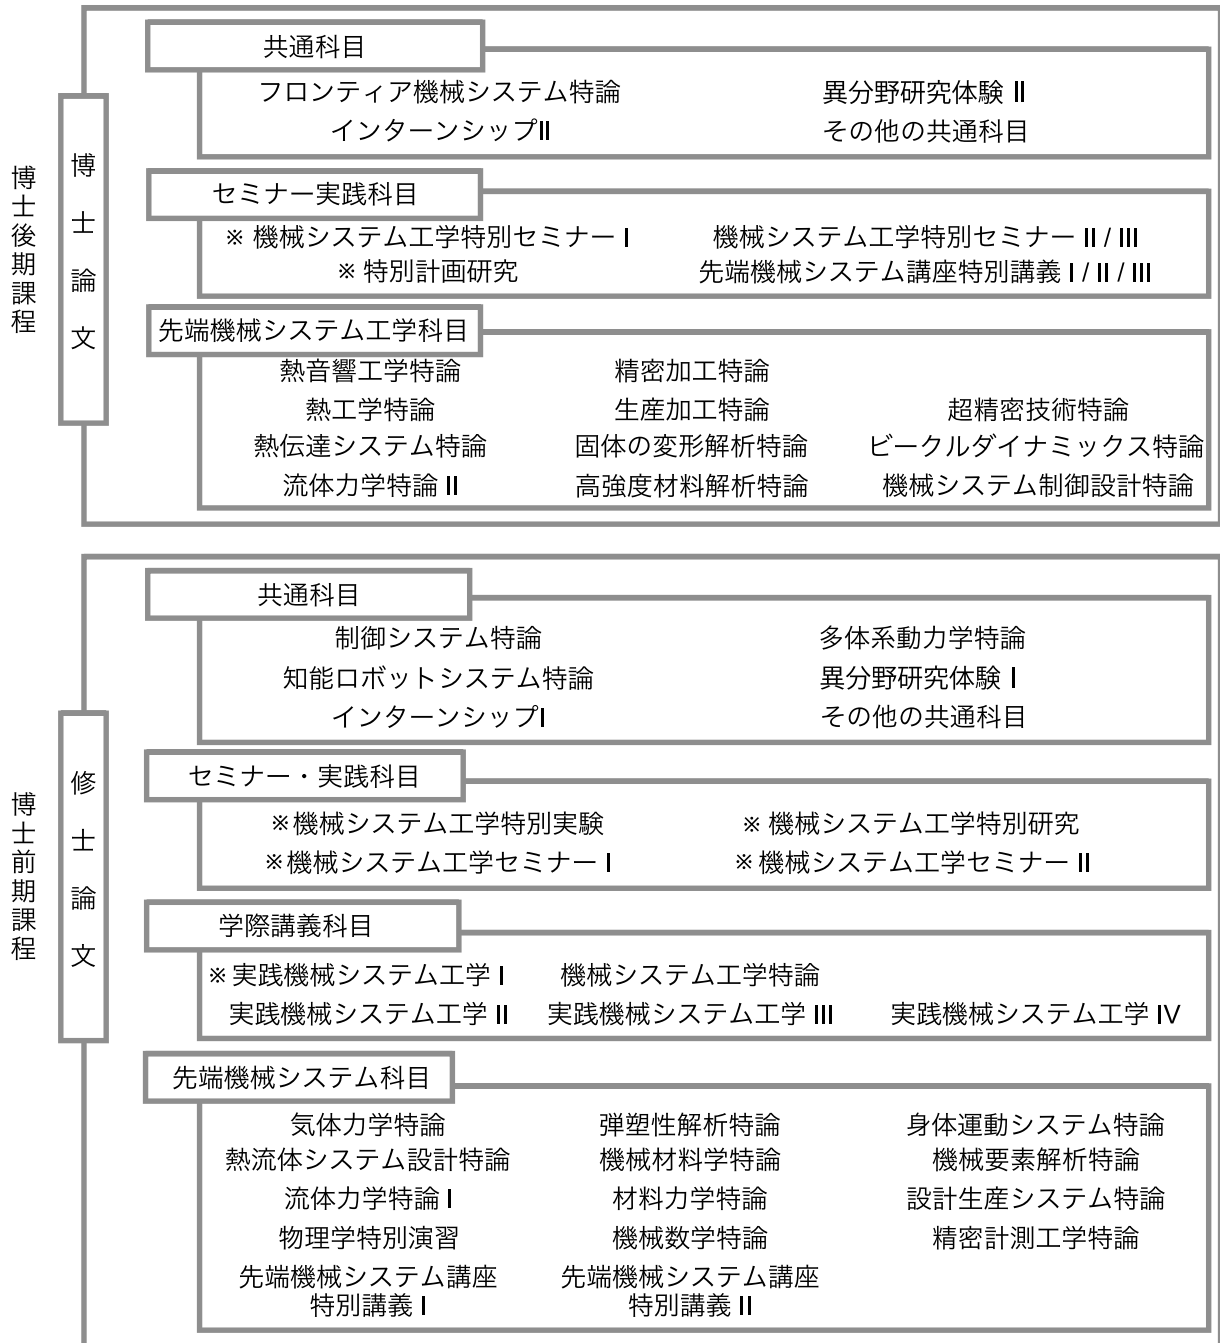 博士後期課程
博士論文
共通科目
フロンティア機械システム特論 異分野研究体験 II
インターンシップII その他の共通科目
セミナー実践科目
※ 機械システム工学特別セミナー I 機械システム工学特別セミナー II / III
※ 特別計画研究 先端機械システム講座特別講義 I / II / III
先端機械システム工学科目
熱音響工学特論 精密加工特論
熱工学特論 生産加工特論 超精密技術特論
熱伝達システム特論 固体の変形解析特論 ビークルダイナミックス特論
流体力学特論 II 高強度材料解析特論 機械システム制御設計特論
博士前期課程
修士論文
共通科目
制御システム特論 多体系動力学特論
知能ロボットシステム特論 異分野研究体験 I
インターンシップI その他の共通科目
セミナー・実践科目
※機械システム工学特別実験 ※ 機械システム工学特別研究
※機械システム工学セミナー I ※機械システム工学セミナー II
学際講義科目
※ 実践機械システム工学 I 機械システム工学特論
実践機械システム工学 II 実践機械システム工学 III 実践機械システム工学 IV
先端機械システム科目
気体力学特論 弾塑性解析特論 身体運動システム特論
熱流体システム設計特論 機械材料学特論 機械要素解析特論
流体力学特論 I 材料力学特論 設計生産システム特論
物理学特別演習 機械数学特論 精密計測工学特論
先端機械システム講座 先端機械システム講座
特別講義 I 特別講義 II